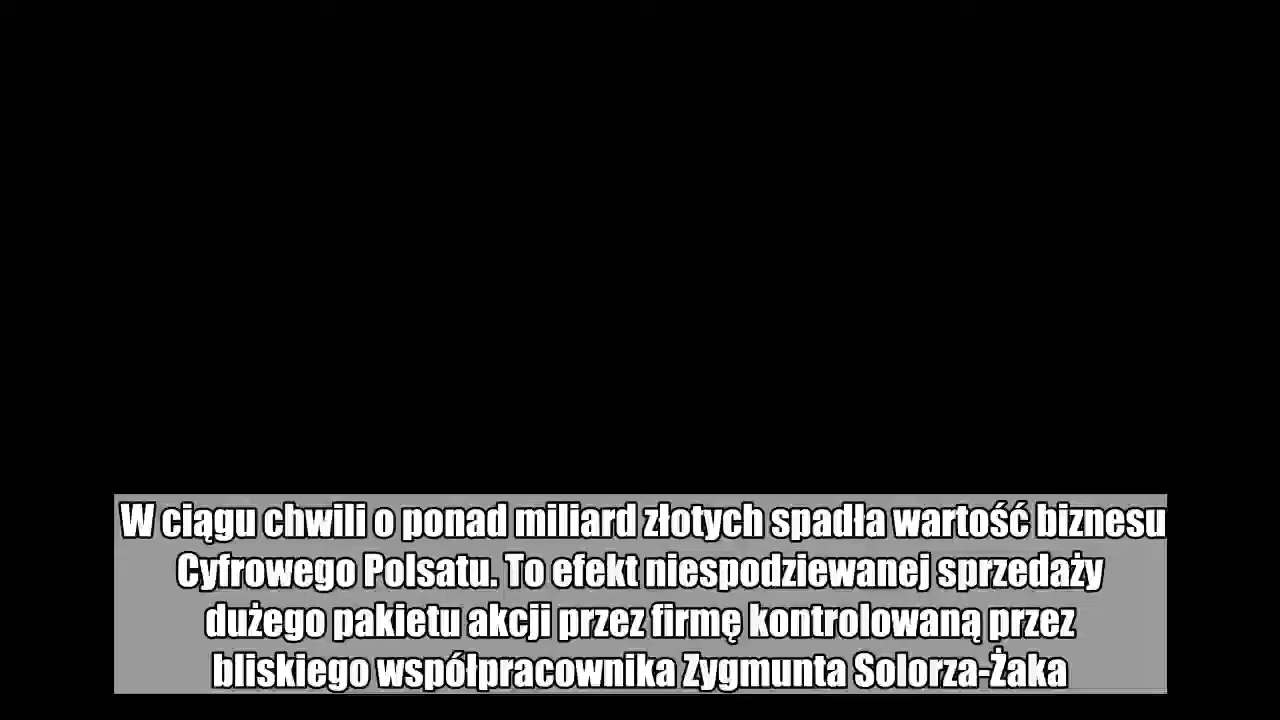 W ciągu chwili o ponad miliard złotych spadła wartość biznesu
Cyfrowego Polsatu. To efekt niespodziewanej sprzedaży
dużego pakietu akcji przez firmę kontrolowaną przez
bliskiego współpracownika Zygmunta Solorza-Żaka